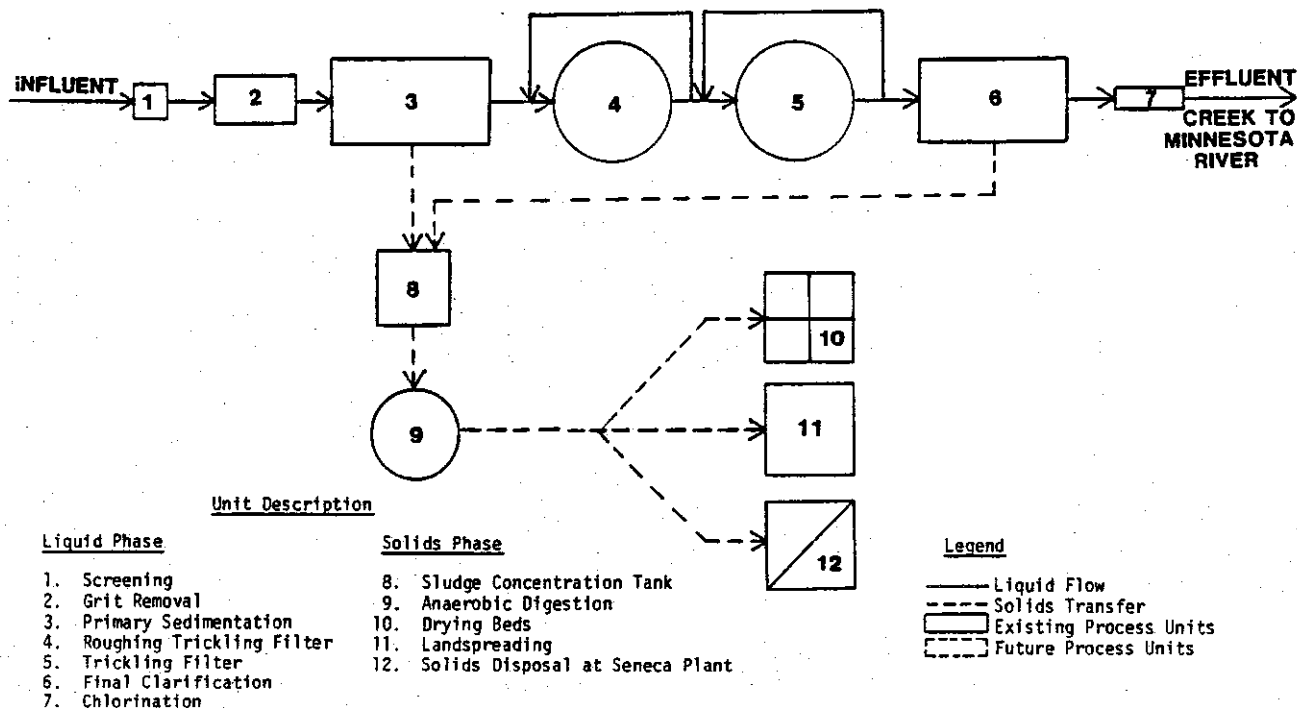 iNFLUENT
1
2
3
4
5
6
7
EFFLUENT
CREEK TO
MINNESOTA
RIVER
8
9
10
11
12
Unit Description
Liquid Phase
1. Screening
2. Grit Removal
3. Primary Sedimentation
4. Roughing Trickling Filter
5. Trickling Filter
6. Final Clarification
7. Chlorination
Solids Phase
8. Sludge Concentration Tank
9. Anaerobic Digestion
10. Drying Beds
11. Landspreading
12. Solids Disposal at Seneca Plant
Legend
Liquid Flow
Solids Transfer
Existing Process Units
Future Process Units